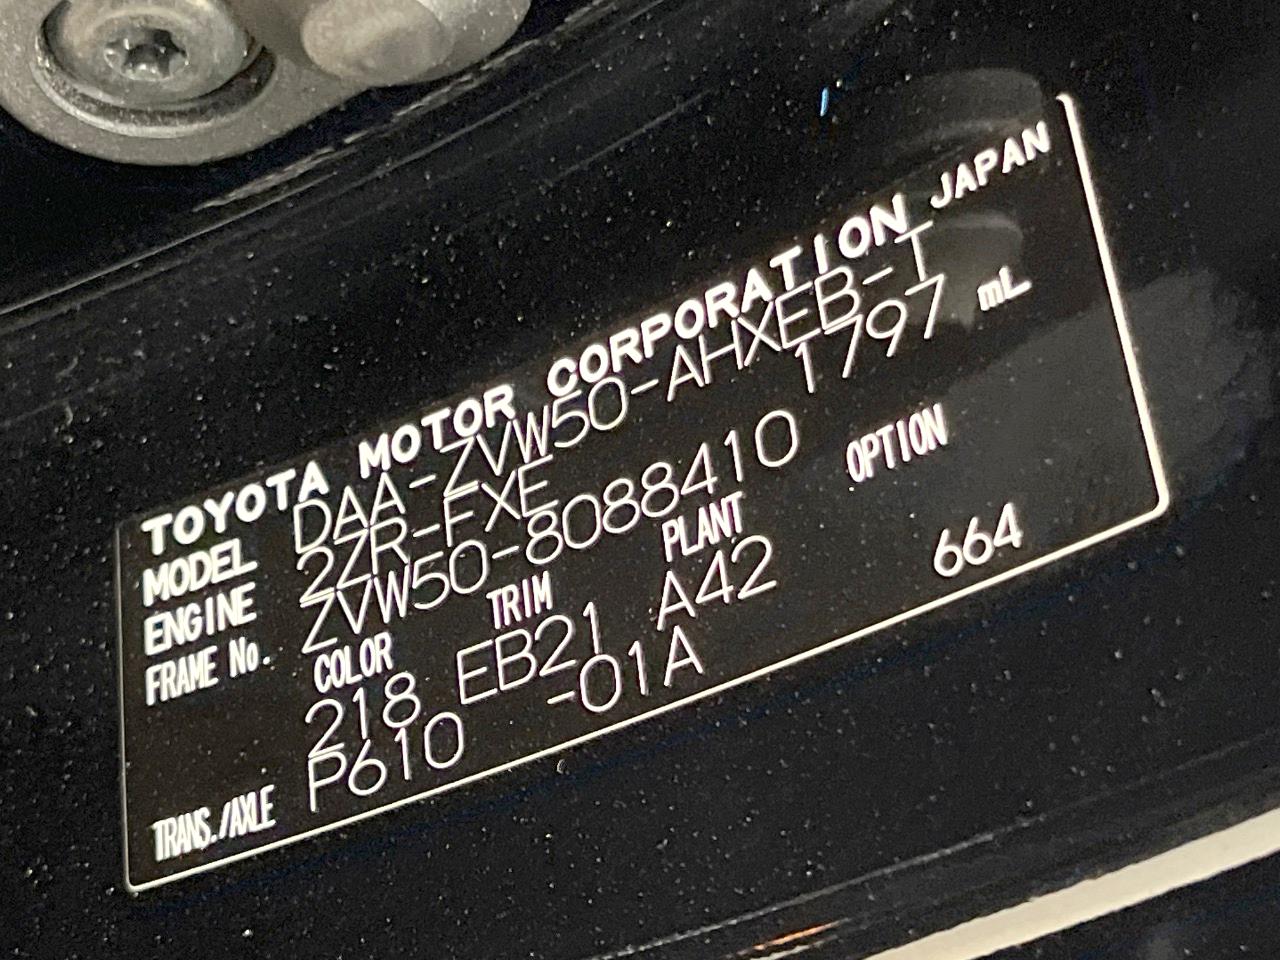 TOYOTA MOTOR CORPORATION JAPAN
MODEL DAA-ZVW50-AHXEB-T
ENGINE 2ZR-FXE 1797 mL
FRAME No. ZVW50-8088410
COLOR TRIM PLANT OPTION
218 EB21 A42 664
TRANS./AXLE P610 -01A